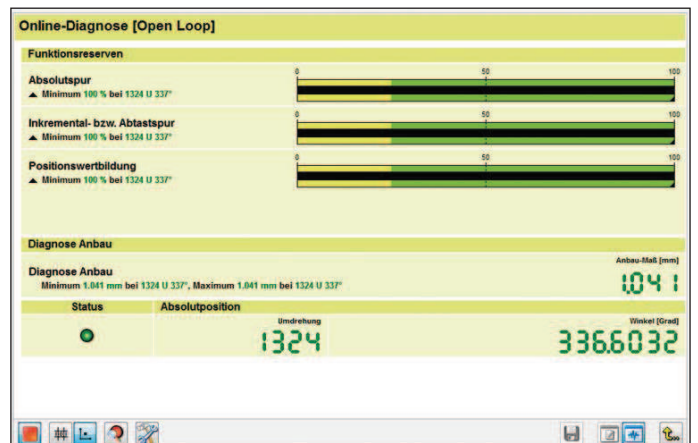 Online-Diagnose [Open Loop]
Funktionsreserven
Absolutspur
0 50 100
Minimum 100 % bei 1324 U 337°
Inkremental- bzw. Abtastspur
0 50 100
Minimum 100 % bei 1324 U 337°
Positionswertbildung
0 50 100
Minimum 100 % bei 1324 U 337°
Diagnose Anbau
Anbau-Maß [mm]
Diagnose Anbau
1.041
Minimum 1.041 mm bei 1324 U 337°, Maximum 1.041 mm bei 1324 U 337°
Status Absolutposition
Umdrehung Winkel [Grad]
1324 336.6032